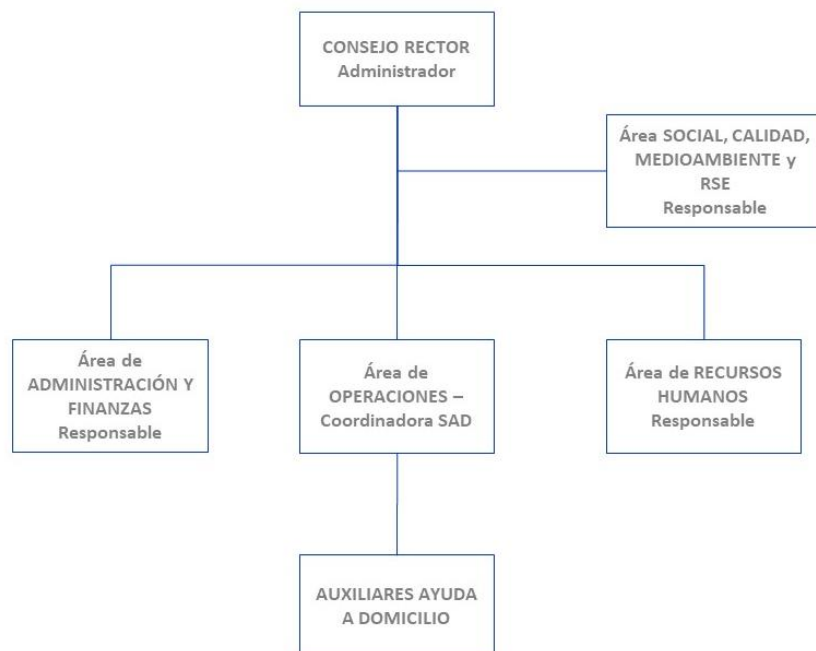 CONSEJO RECTOR
Administrador
Área SOCIAL, CALIDAD,
MEDIOAMBIENTE y
RSE
Responsable
Área de
ADMINISTRACIÓN Y
FINANZAS
Responsable
Área de
OPERACIONES –
Coordinadora SAD
Área de RECURSOS
HUMANOS
Responsable
AUXILIARES AYUDA
A DOMICILIO